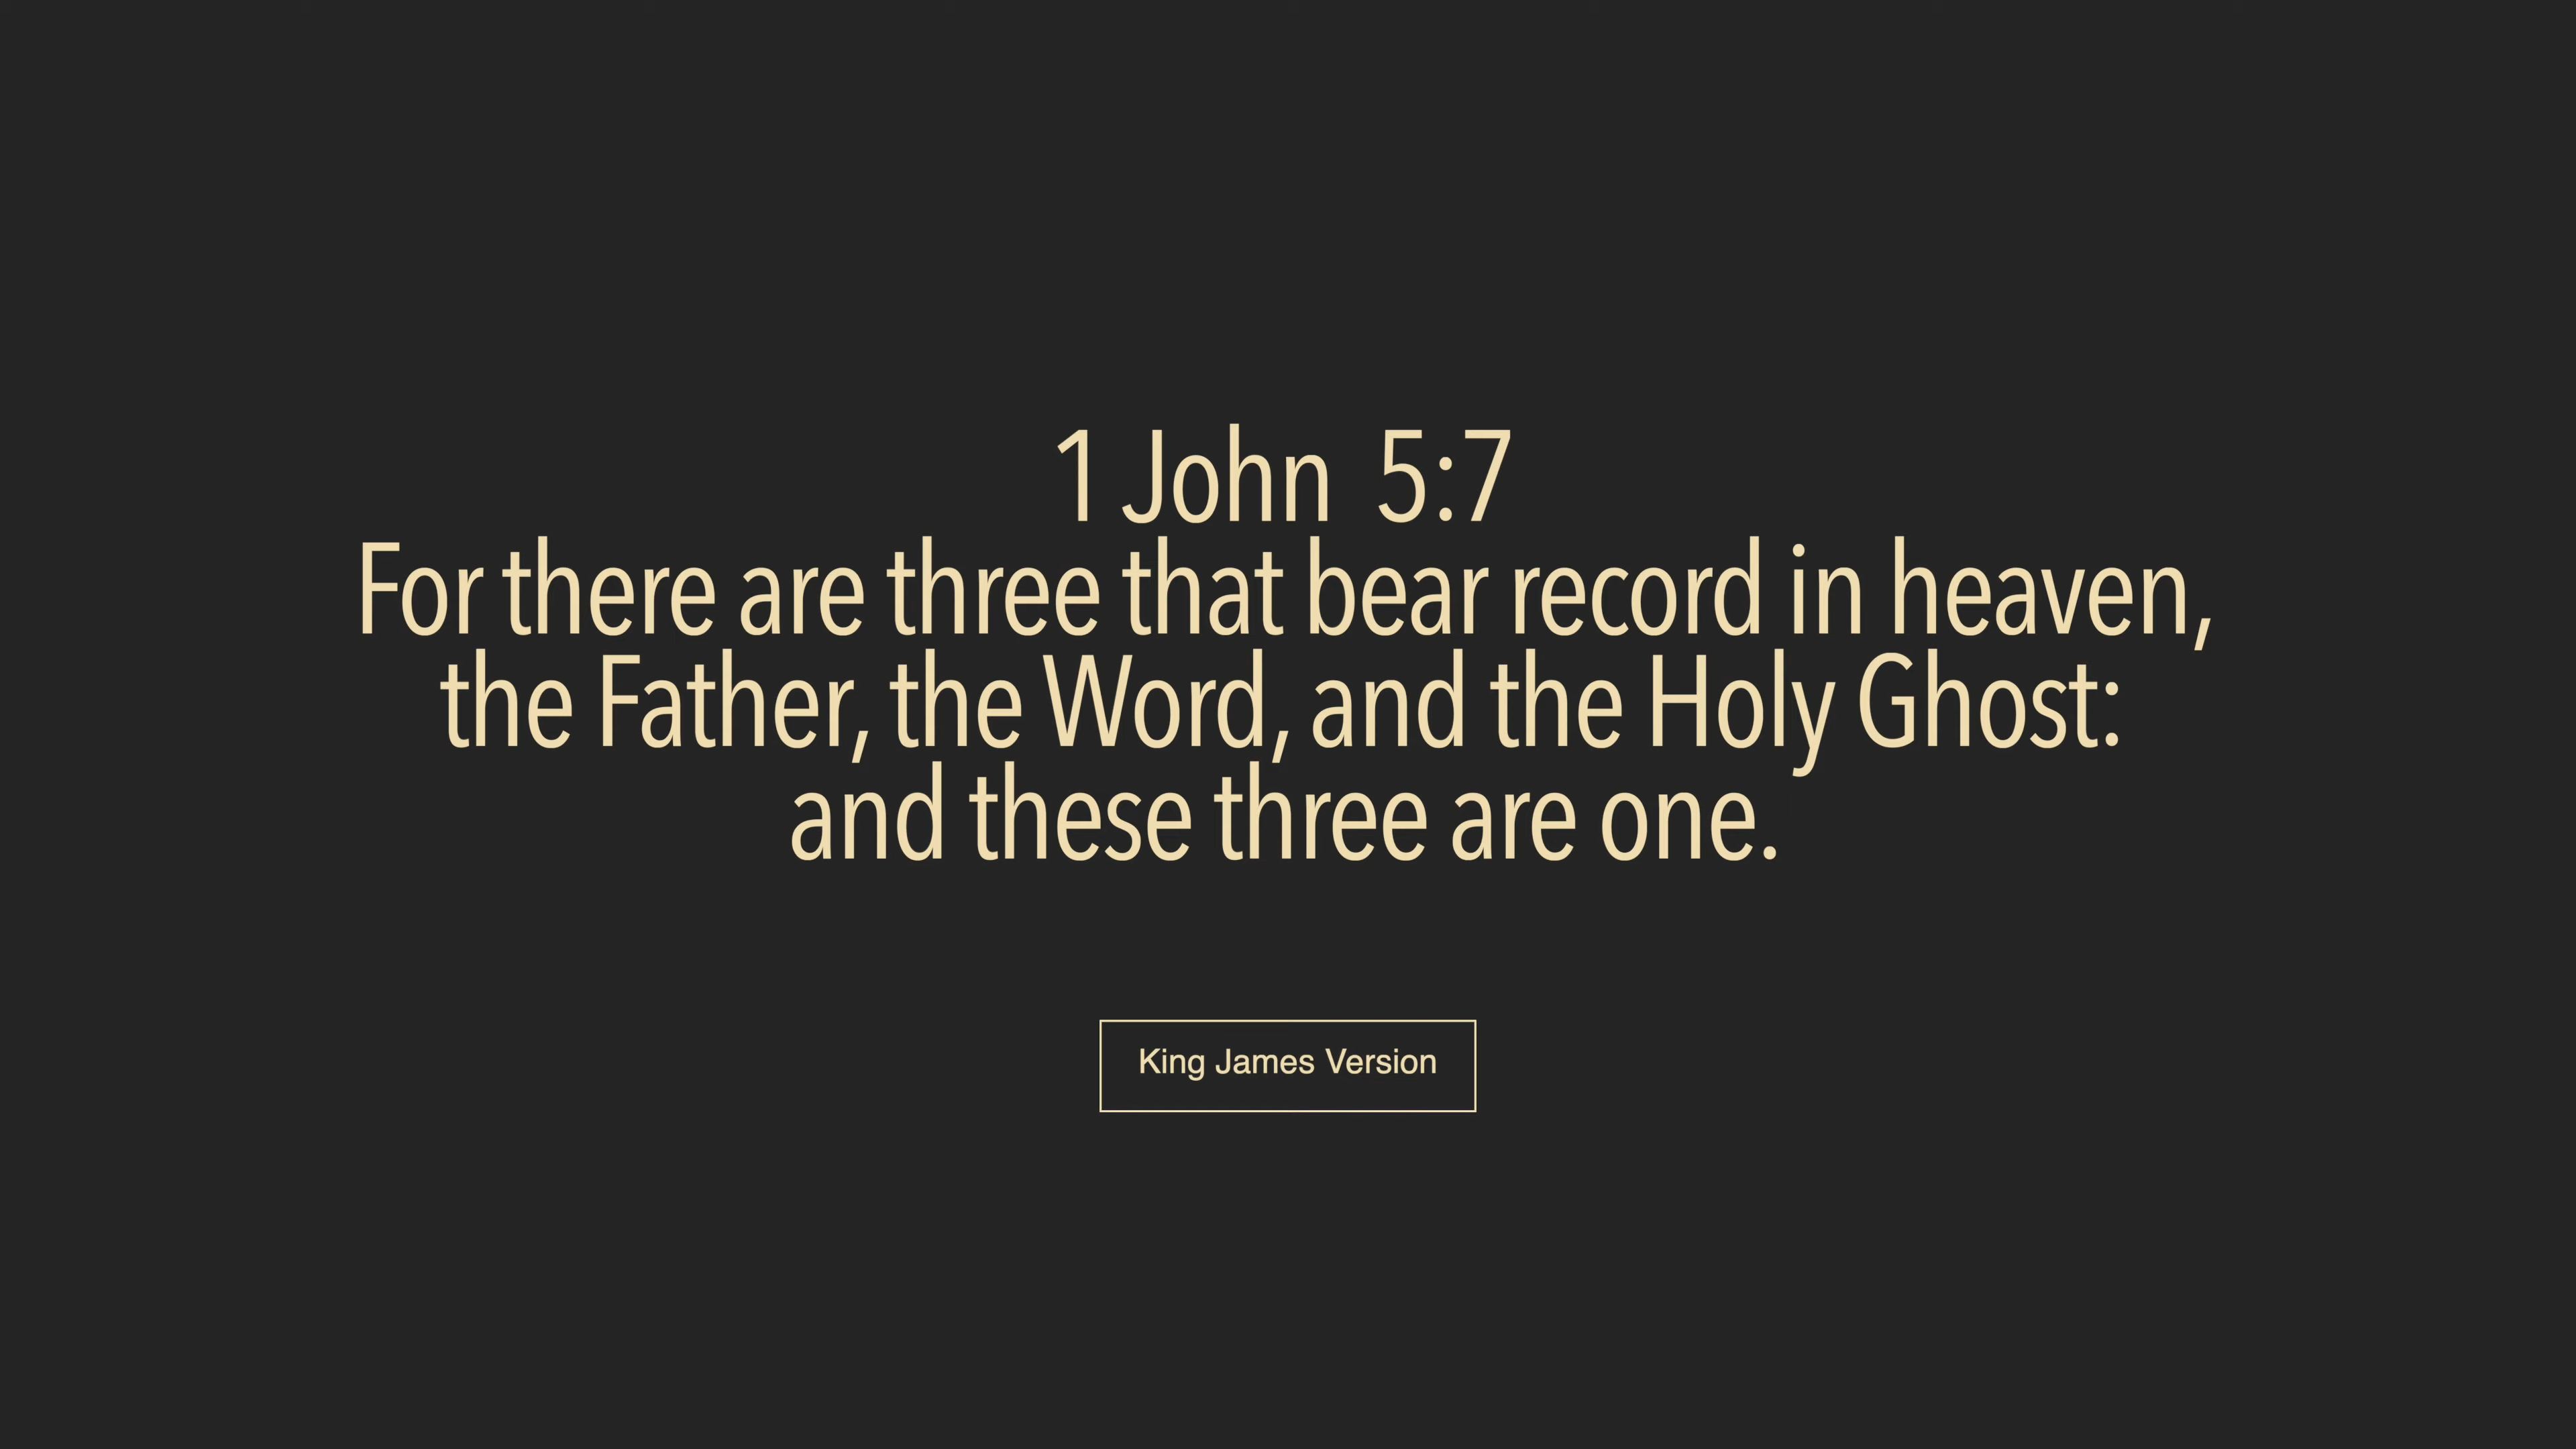 1 John  5:7
For there are three that bear record in heaven,
the Father, the Word, and the Holy Ghost:
and these three are one.
King James Version